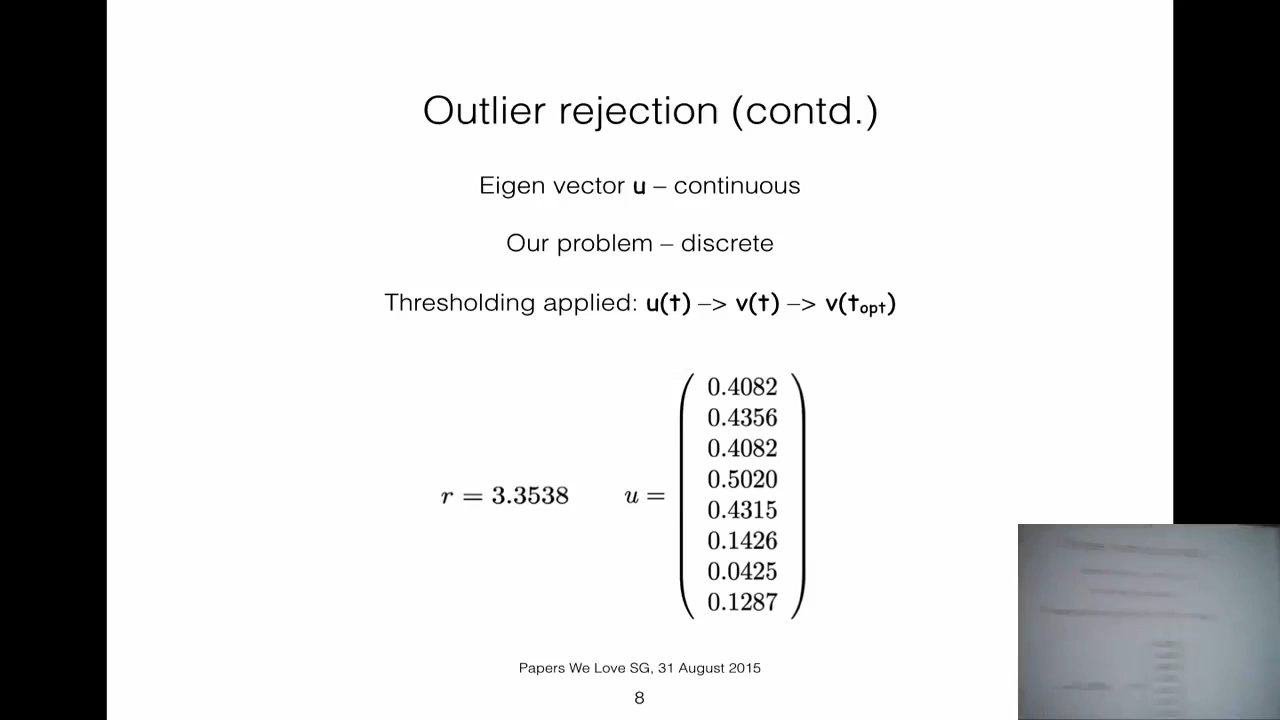 Outlier rejection (contd.)
Eigen vector u – continuous
Our problem – discrete
Thresholding applied: u(t) –> v(t) –> v(topt)
r = 3.3538 u =
0.4082
0.4356
0.4082
0.5020
0.4315
0.1426
0.0425
0.1287
Papers We Love SG, 31 August 2015
8